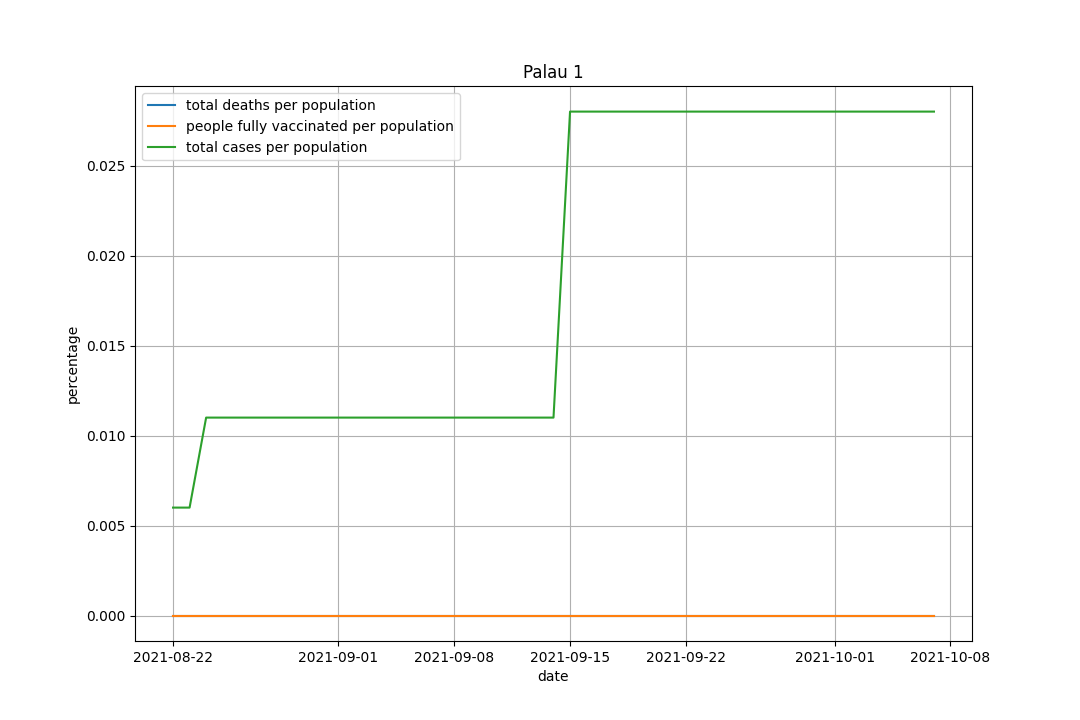 Palau 1
total deaths per population
people fully vaccinated per population
total cases per population
0.025
0.020
0.015
0.010
0.005
0.000
percentage
2021-08-22 2021-09-01 2021-09-08 2021-09-15 2021-09-22 2021-10-01 2021-10-08
date